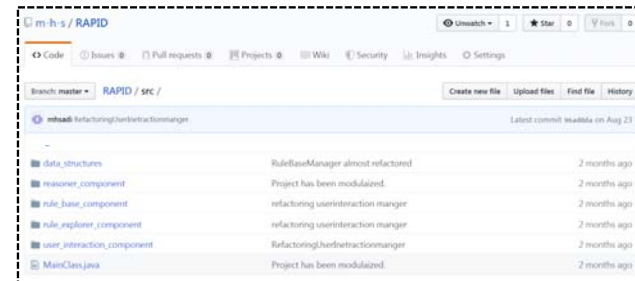 m-h-s / RAPID Unwatch 1 Star 0 Fork 0
Code Issues 0 Pull requests 0 Projects 0 Wiki Security Insights Settings
Branch: master RAPID / src / Create new file Upload files Find file History
mhsadi RefactoringUserInetractionmanger Latest commit on Aug 23
..
data_structures RuleBaseManager almost refactored 2 months ago
reasoner_component Project has been modulaized. 2 months ago
rule_base_component refactoring userinteraction manger 2 months ago
rule_explorer_component refactoring userinteraction manger 2 months ago
user_interaction_component RefactoringUserInetractionmanger 2 months ago
MainClass.java Project has been modulaized. 2 months ago